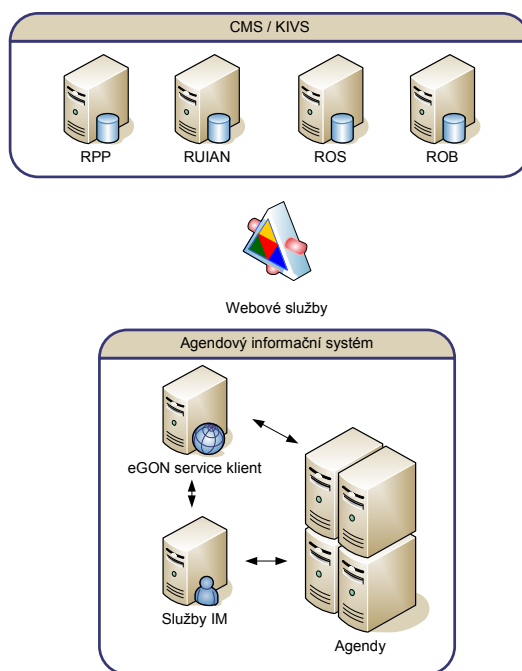 CMS / KIVS
RPP
RUIAN
ROS
ROB
Webové služby
Agendový informační systém
eGON service klient
Služby IM
Agendy